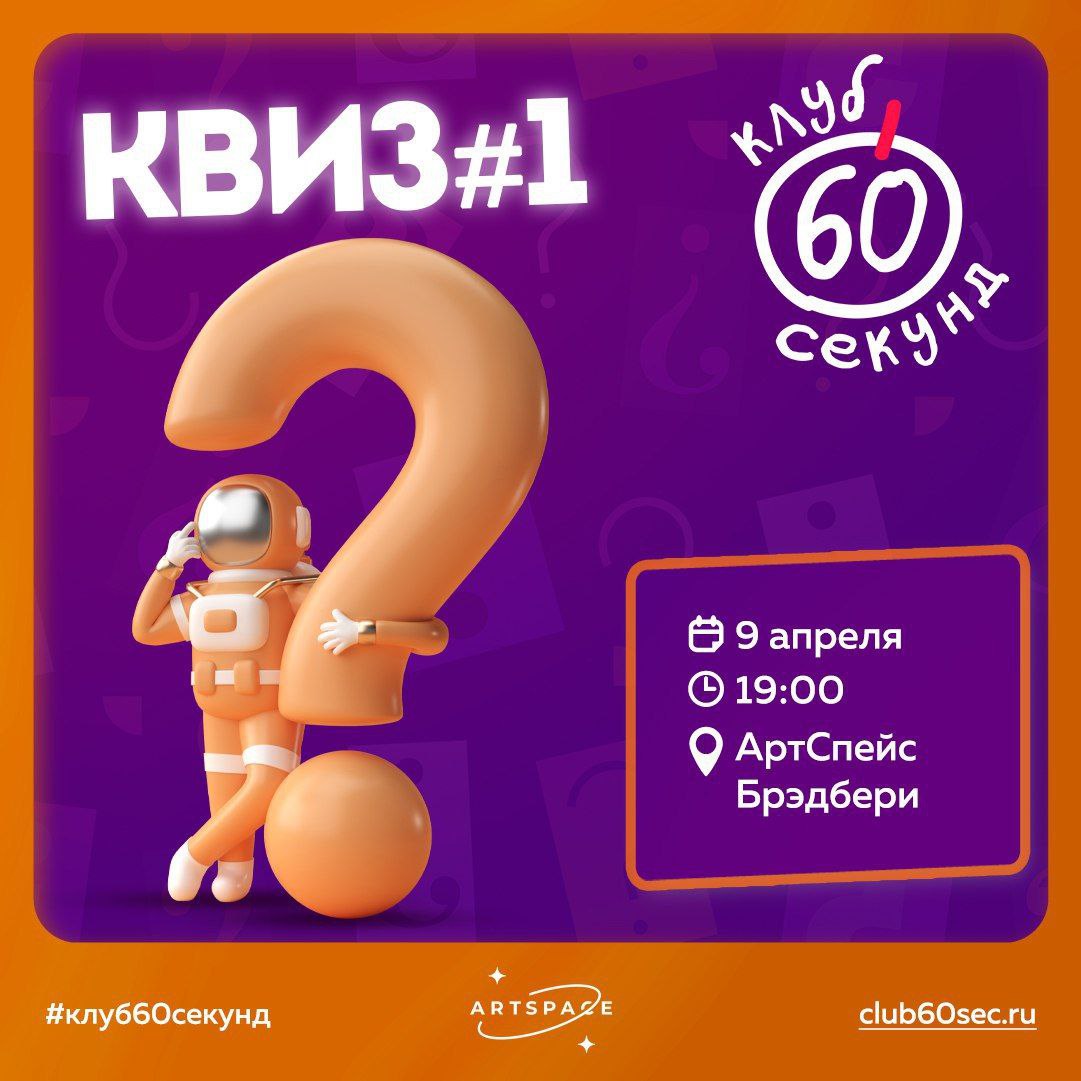 КВИЗ#1
клуб
60
секунд
9 апреля
19:00
АртСпейс
Брэдбери
#клуб60секунд
ARTSPACE
club60sec.ru